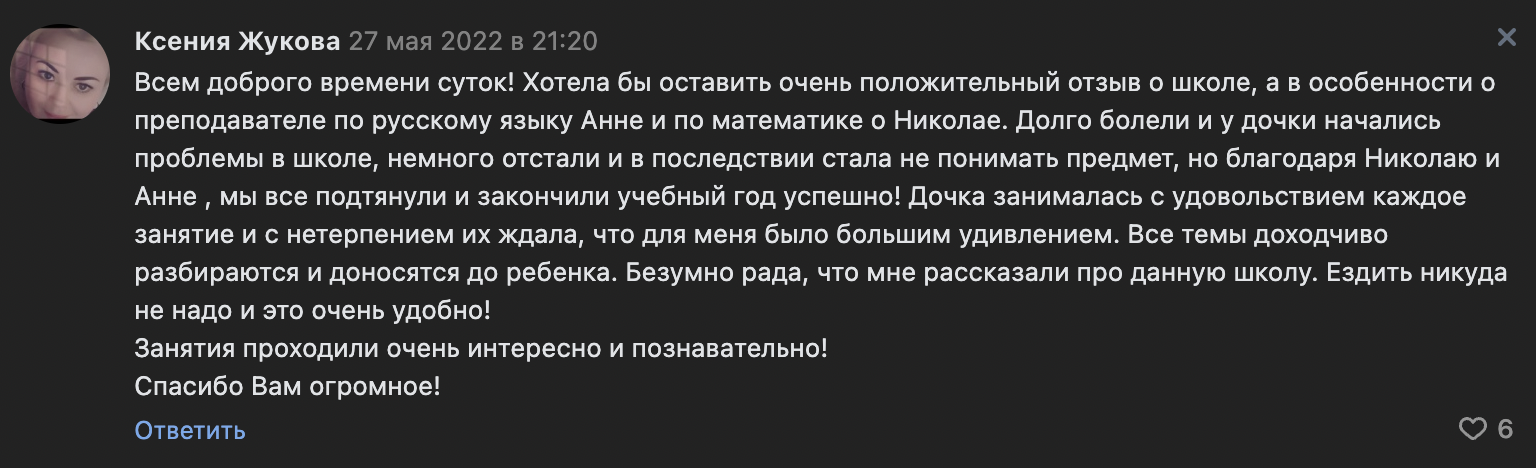 Ксения Жукова 27 мая 2022 в 21:20
Всем доброго времени суток! Хотела бы оставить очень положительный отзыв о школе, а в особенности о
преподавателе по русскому языку Анне и по математике о Николае. Долго болели и у дочки начались
проблемы в школе, немного отстали и в последствии стала не понимать предмет, но благодаря Николаю и
Анне , мы все подтянули и закончили учебный год успешно! Дочка занималась с удовольствием каждое
занятие и с нетерпением их ждала, что для меня было большим удивлением. Все темы доходчиво
разбираются и доносятся до ребенка. Безумно рада, что мне рассказали про данную школу. Ездить никуда
не надо и это очень удобно!
Занятия проходили очень интересно и познавательно!
Спасибо Вам огромное!
Ответить 6